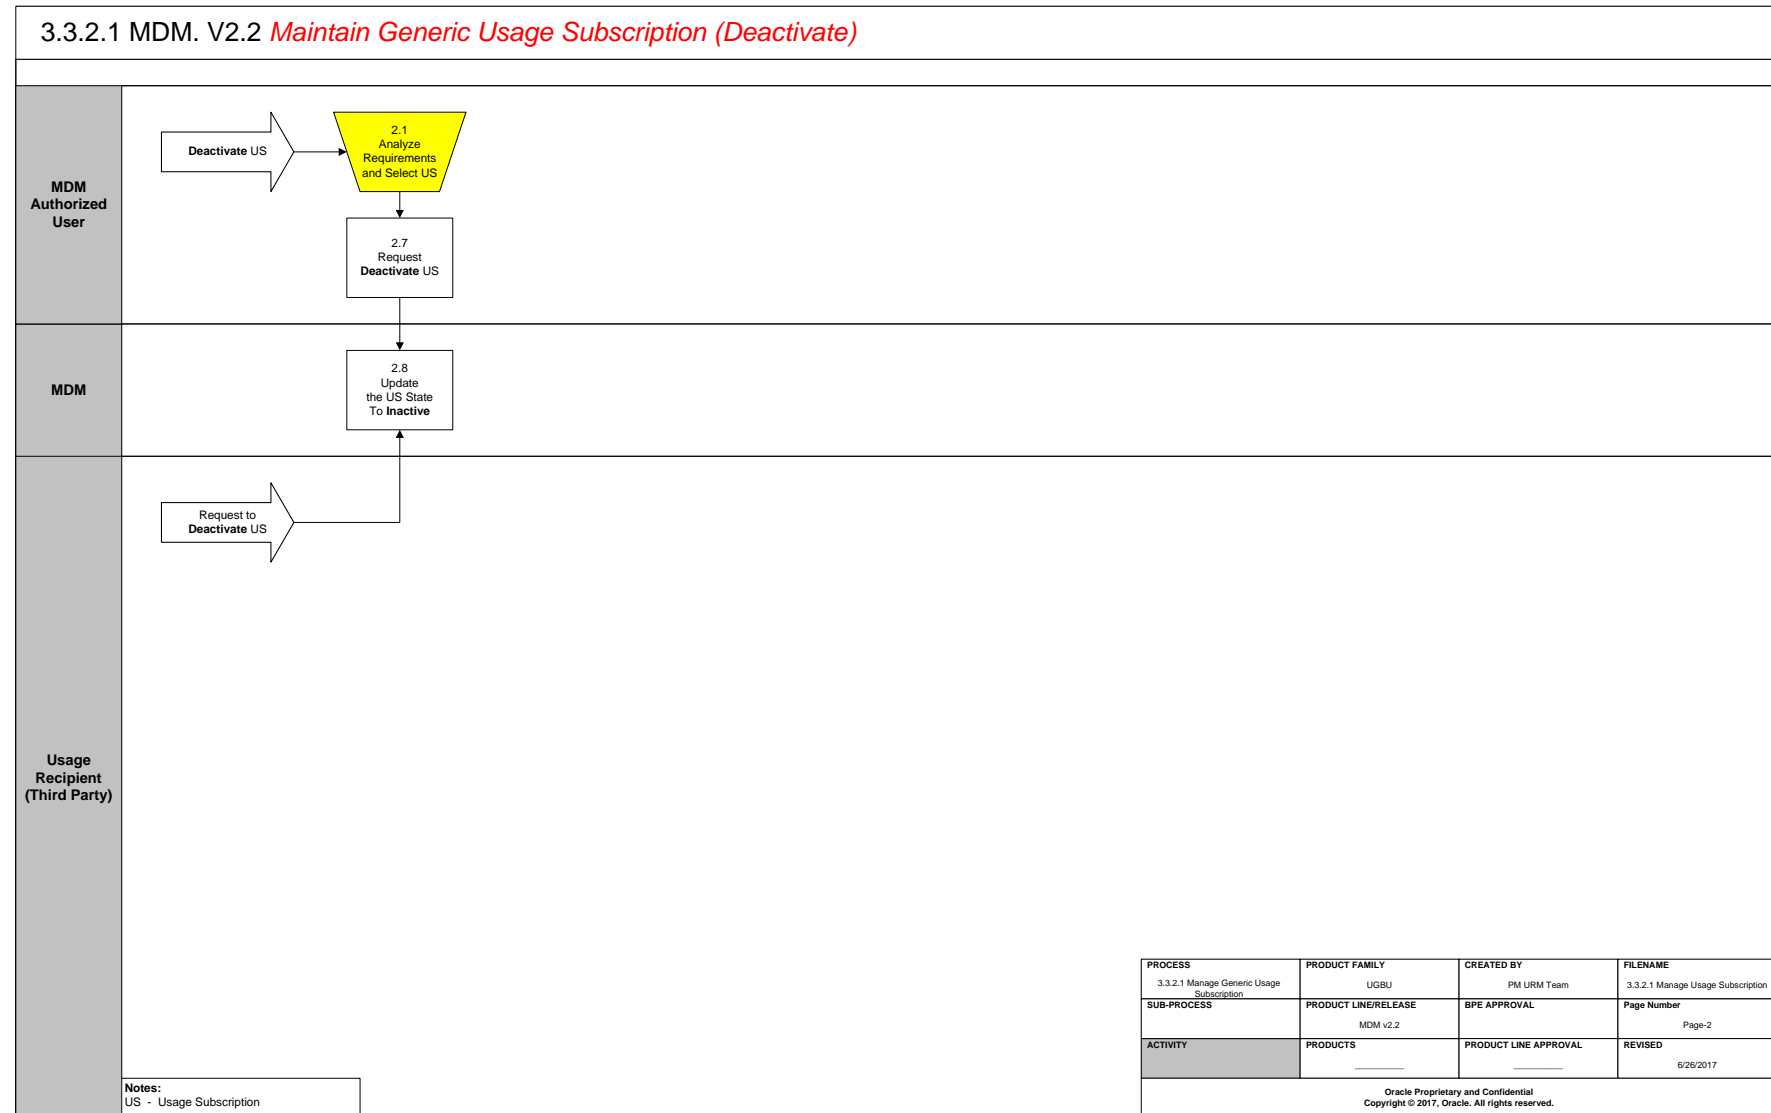 3.3.2.1 MDM. V2.2 Maintain Generic Usage Subscription (Deactivate)
MDM
Authorized
User
Deactivate US
2.1
Analyze
Requirements
and Select US
2.7
Request
Deactivate US
MDM
2.8
Update
the US State
To Inactive
Usage
Recipient
(Third Party)
Request to
Deactivate US
PROCESS
3.3.2.1 Manage Generic Usage
Subscription
PRODUCT FAMILY
UGBU
CREATED BY
PM URM Team
FILENAME
3.3.2.1 Manage Usage Subscription
SUB-PROCESS
PRODUCT LINE/RELEASE
MDM v2.2
BPE APPROVAL
Page Number
Page-2
ACTIVITY
PRODUCTS
PRODUCT LINE APPROVAL
REVISED
6/26/2017
Oracle Proprietary and Confidential
Copyright © 2017, Oracle. All rights reserved.
Notes:
US - Usage Subscription